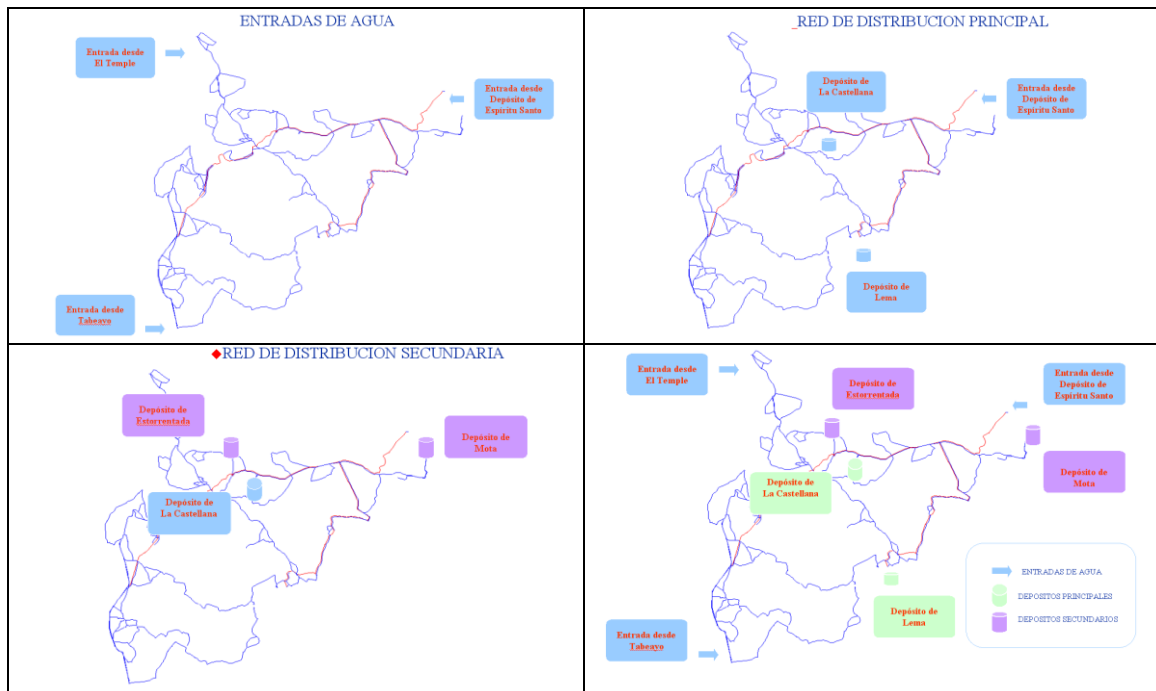 ENTRADAS DE AGUA
Entrada desde
El Temple
Entrada desde
Depósito de
Espíritu Santo
Entrada desde
Tabeayo
RED DE DISTRIBUCION PRINCIPAL
Depósito de
La Castellana
Entrada desde
Depósito de
Espíritu Santo
Depósito de
Lema
RED DE DISTRIBUCION SECUNDARIA
Depósito de
Estorrentada
Depósito de
Mota
Depósito de
La Castellana
Entrada desde
El Temple
Depósito de
Estorrentada
Entrada desde
Depósito de
Espíritu Santo
Depósito de
La Castellana
Depósito de
Mota
ENTRADAS DE AGUA
DEPOSITOS PRINCIPALES
DEPOSITOS SECUNDARIOS
Depósito de
Lema
Entrada desde
Tabeayo